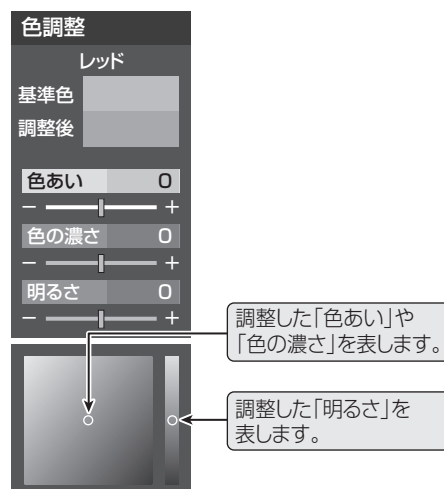 色調整
レッド
基準色
調整後
色あい 0
− +
色の濃さ 0
− +
明るさ 0
− +
調整した「色あい」や
「色の濃さ」を表します。
調整した「明るさ」を
表します。